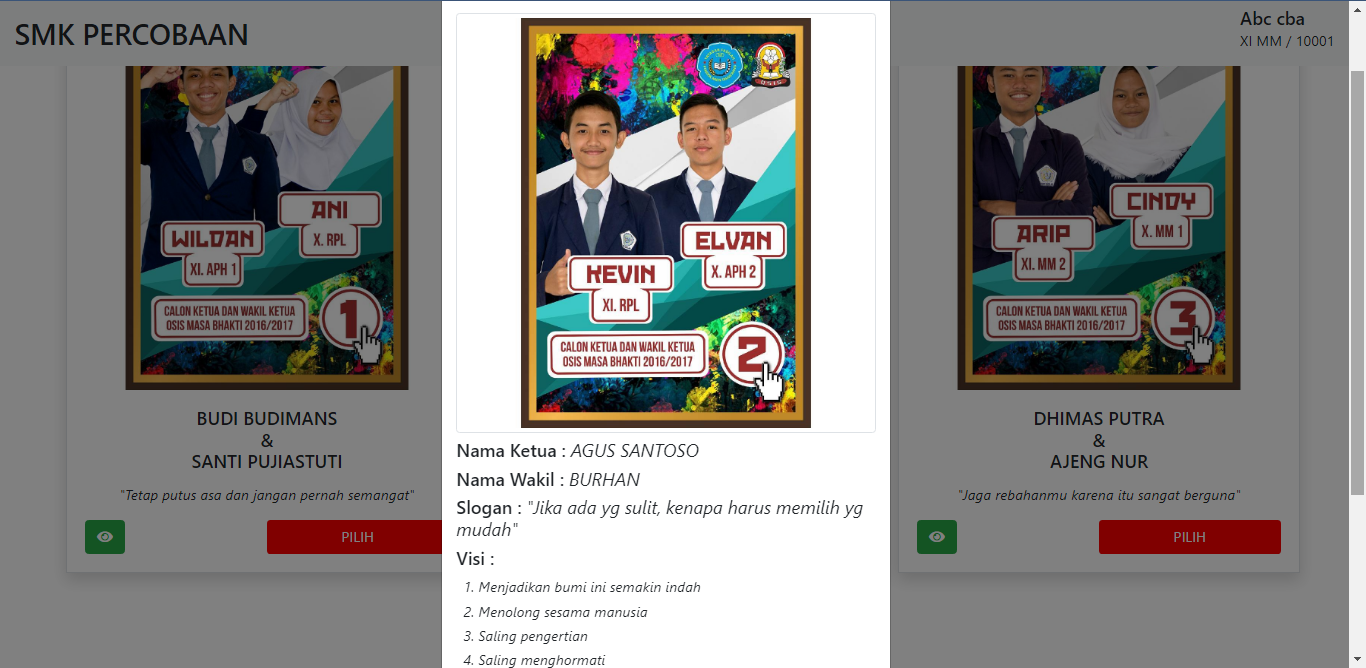 SMK PERCOBAAN
Abc cba
XI MM / 10001
ANI
X. RPL
WILDAN
XI. APH 1
CALON KETUA DAN WAKIL KETUA
OSIS MASA BHAKTI 2016/2017
1
BUDI BUDIMANS
&
SANTI PUJIASTUTI
"Tetap putus asa dan jangan pernah semangat"
PILIH
OSIS
ELVAN
X. APH 2
KEVIN
XI. RPL
CALON KETUA DAN WAKIL KETUA
OSIS MASA BHAKTI 2016/2017
2
Nama Ketua : AGUS SANTOSO
Nama Wakil : BURHAN
Slogan : "Jika ada yg sulit, kenapa harus memilih yg
mudah"
Visi :
1. Menjadikan bumi ini semakin indah
2. Menolong sesama manusia
3. Saling pengertian
4. Saling menghormati
CINDY
X. MM 1
ARIP
XI. MM 2
CALON KETUA DAN WAKIL KETUA
OSIS MASA BHAKTI 2016/2017
3
DHIMAS PUTRA
&
AJENG NUR
"Jaga rebahanmu karena itu sangat berguna"
PILIH